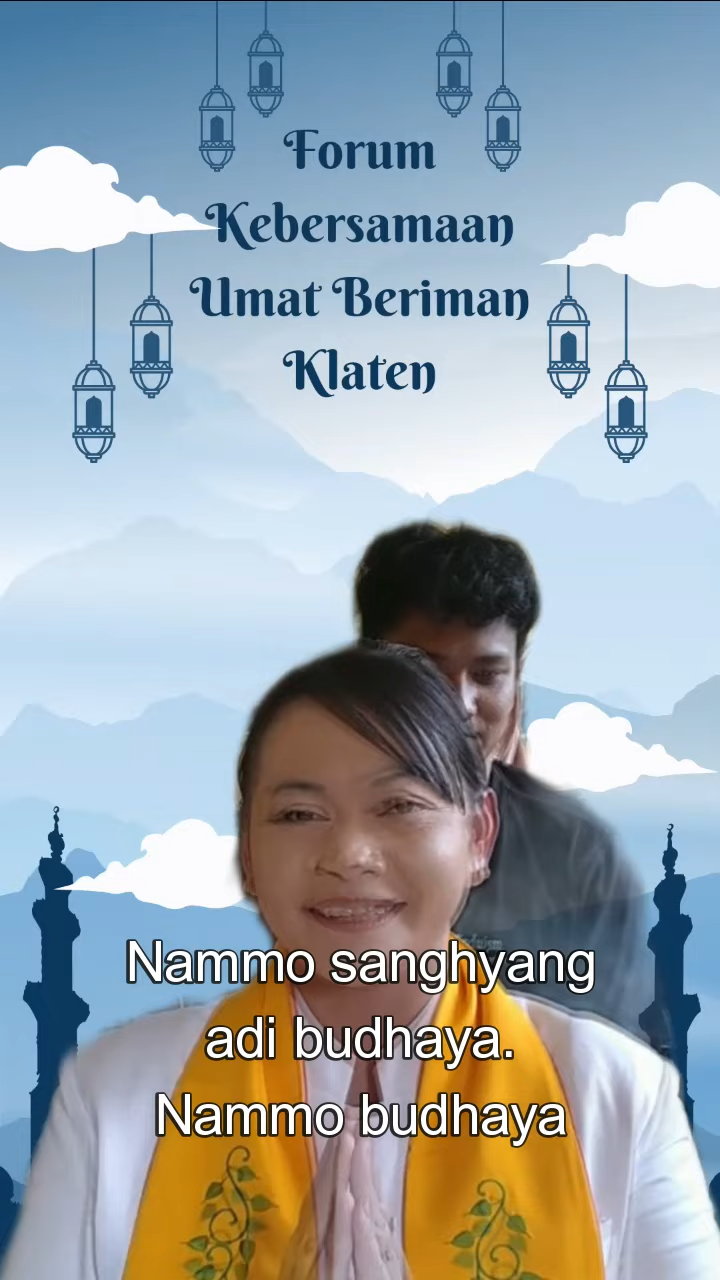 Forum
Kebersamaan
Umat Beriman
Klaten
Nammo sanghyang
adi budhaya.
Nammo budhaya